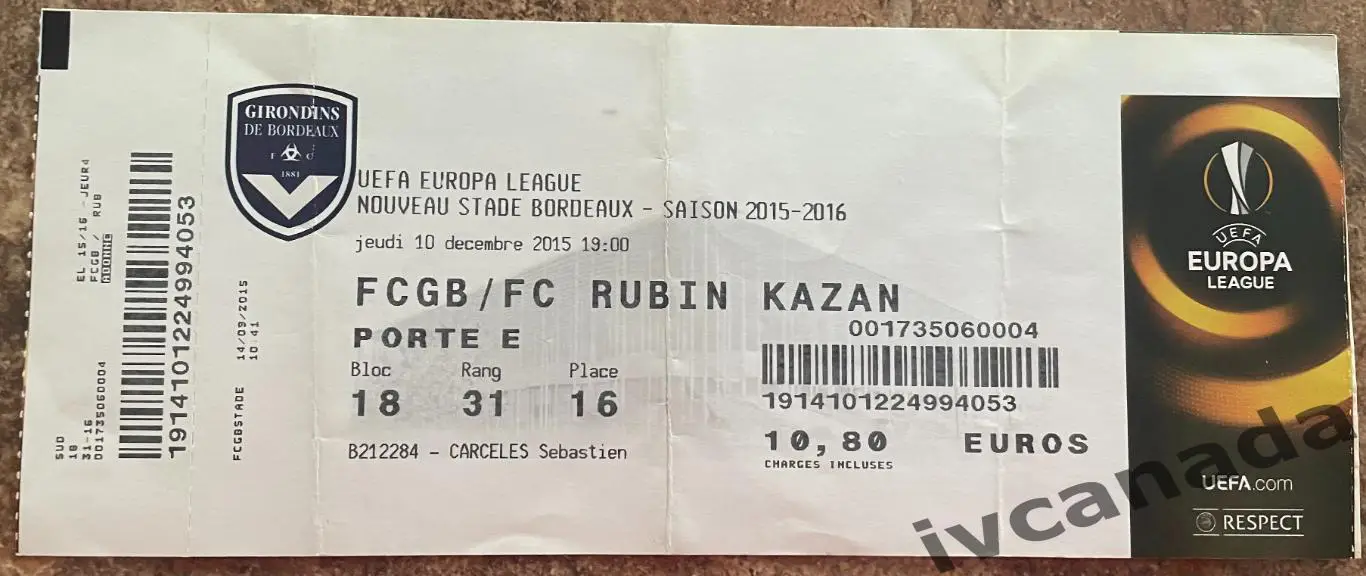 EL 15/16 -JEUR4
FCGB / RUB
ABONNE
SUD
18
31-16
001735060004
1914101224994053
14/09/2015
10:41
FCGBSTADE
GIRONDINS
DE BORDEAUX
F C
1881
UEFA EUROPA LEAGUE
NOUVEAU STADE BORDEAUX - SAISON 2015-2016
jeudi 10 decembre 2015 19:00
FCGB/FC RUBIN KAZAN
PORTE E
Bloc Rang Place
18 31 16
B212284 - CARCELES Sebastien
001735060004
1914101224994053
10,80 EUROS
CHARGES INCLUSES
UEFA
EUROPA
LEAGUE
UEFA.com
RESPECT
ivcanada